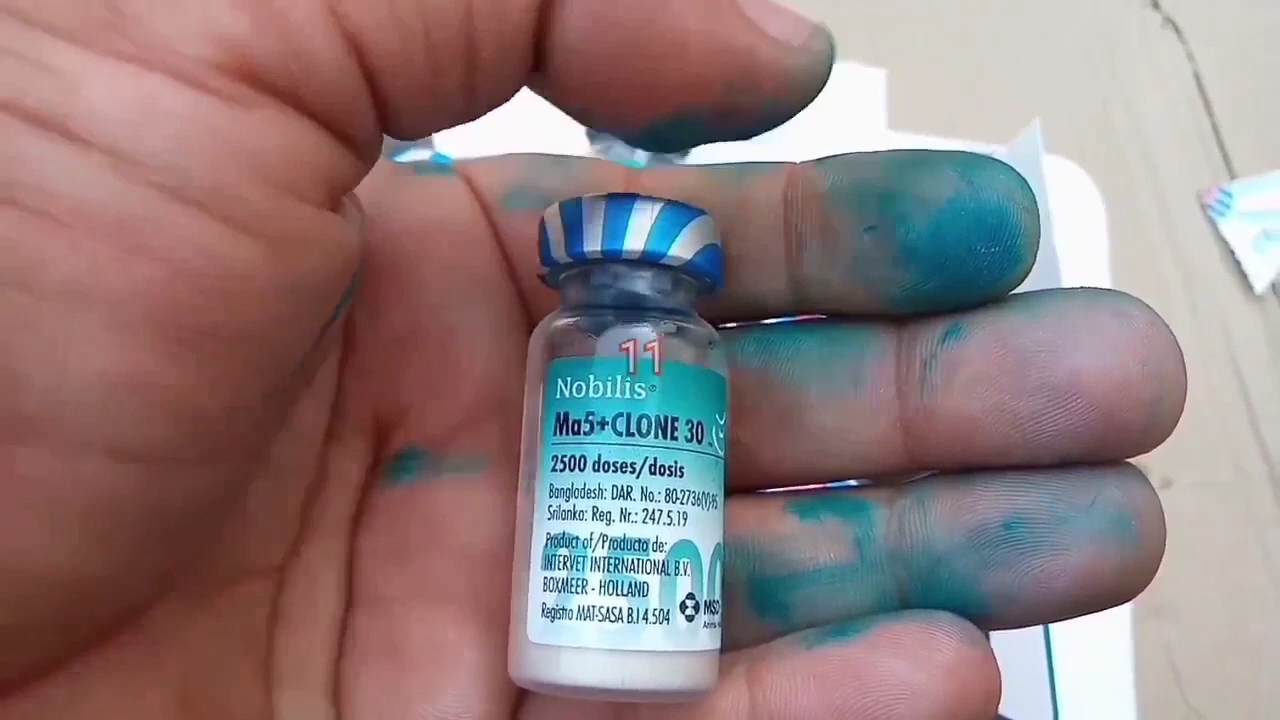 11
Nobilis®
Ma5+CLONE 30
2500 doses/dosis
Bangladesh: DAR. No.: 80-2736(V)-95
Srilanka: Reg. Nr.: 247.5.19
Product of/Producto de:
INTERVET INTERNATIONAL B.V.
BOXMEER - HOLLAND
Registro MAT-SASA B.I 4.504
MSD